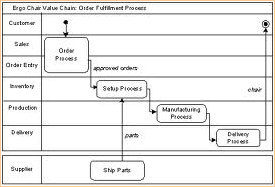 Ergo Chair Value Chain: Order Fulfillment Process
Customer
Sales
Order
Process
Order Entry
approved orders
Inventory
Setup Process
chair
Production
Manufacturing
Process
Delivery
parts
Delivery
Process
Supplier
Ship Parts